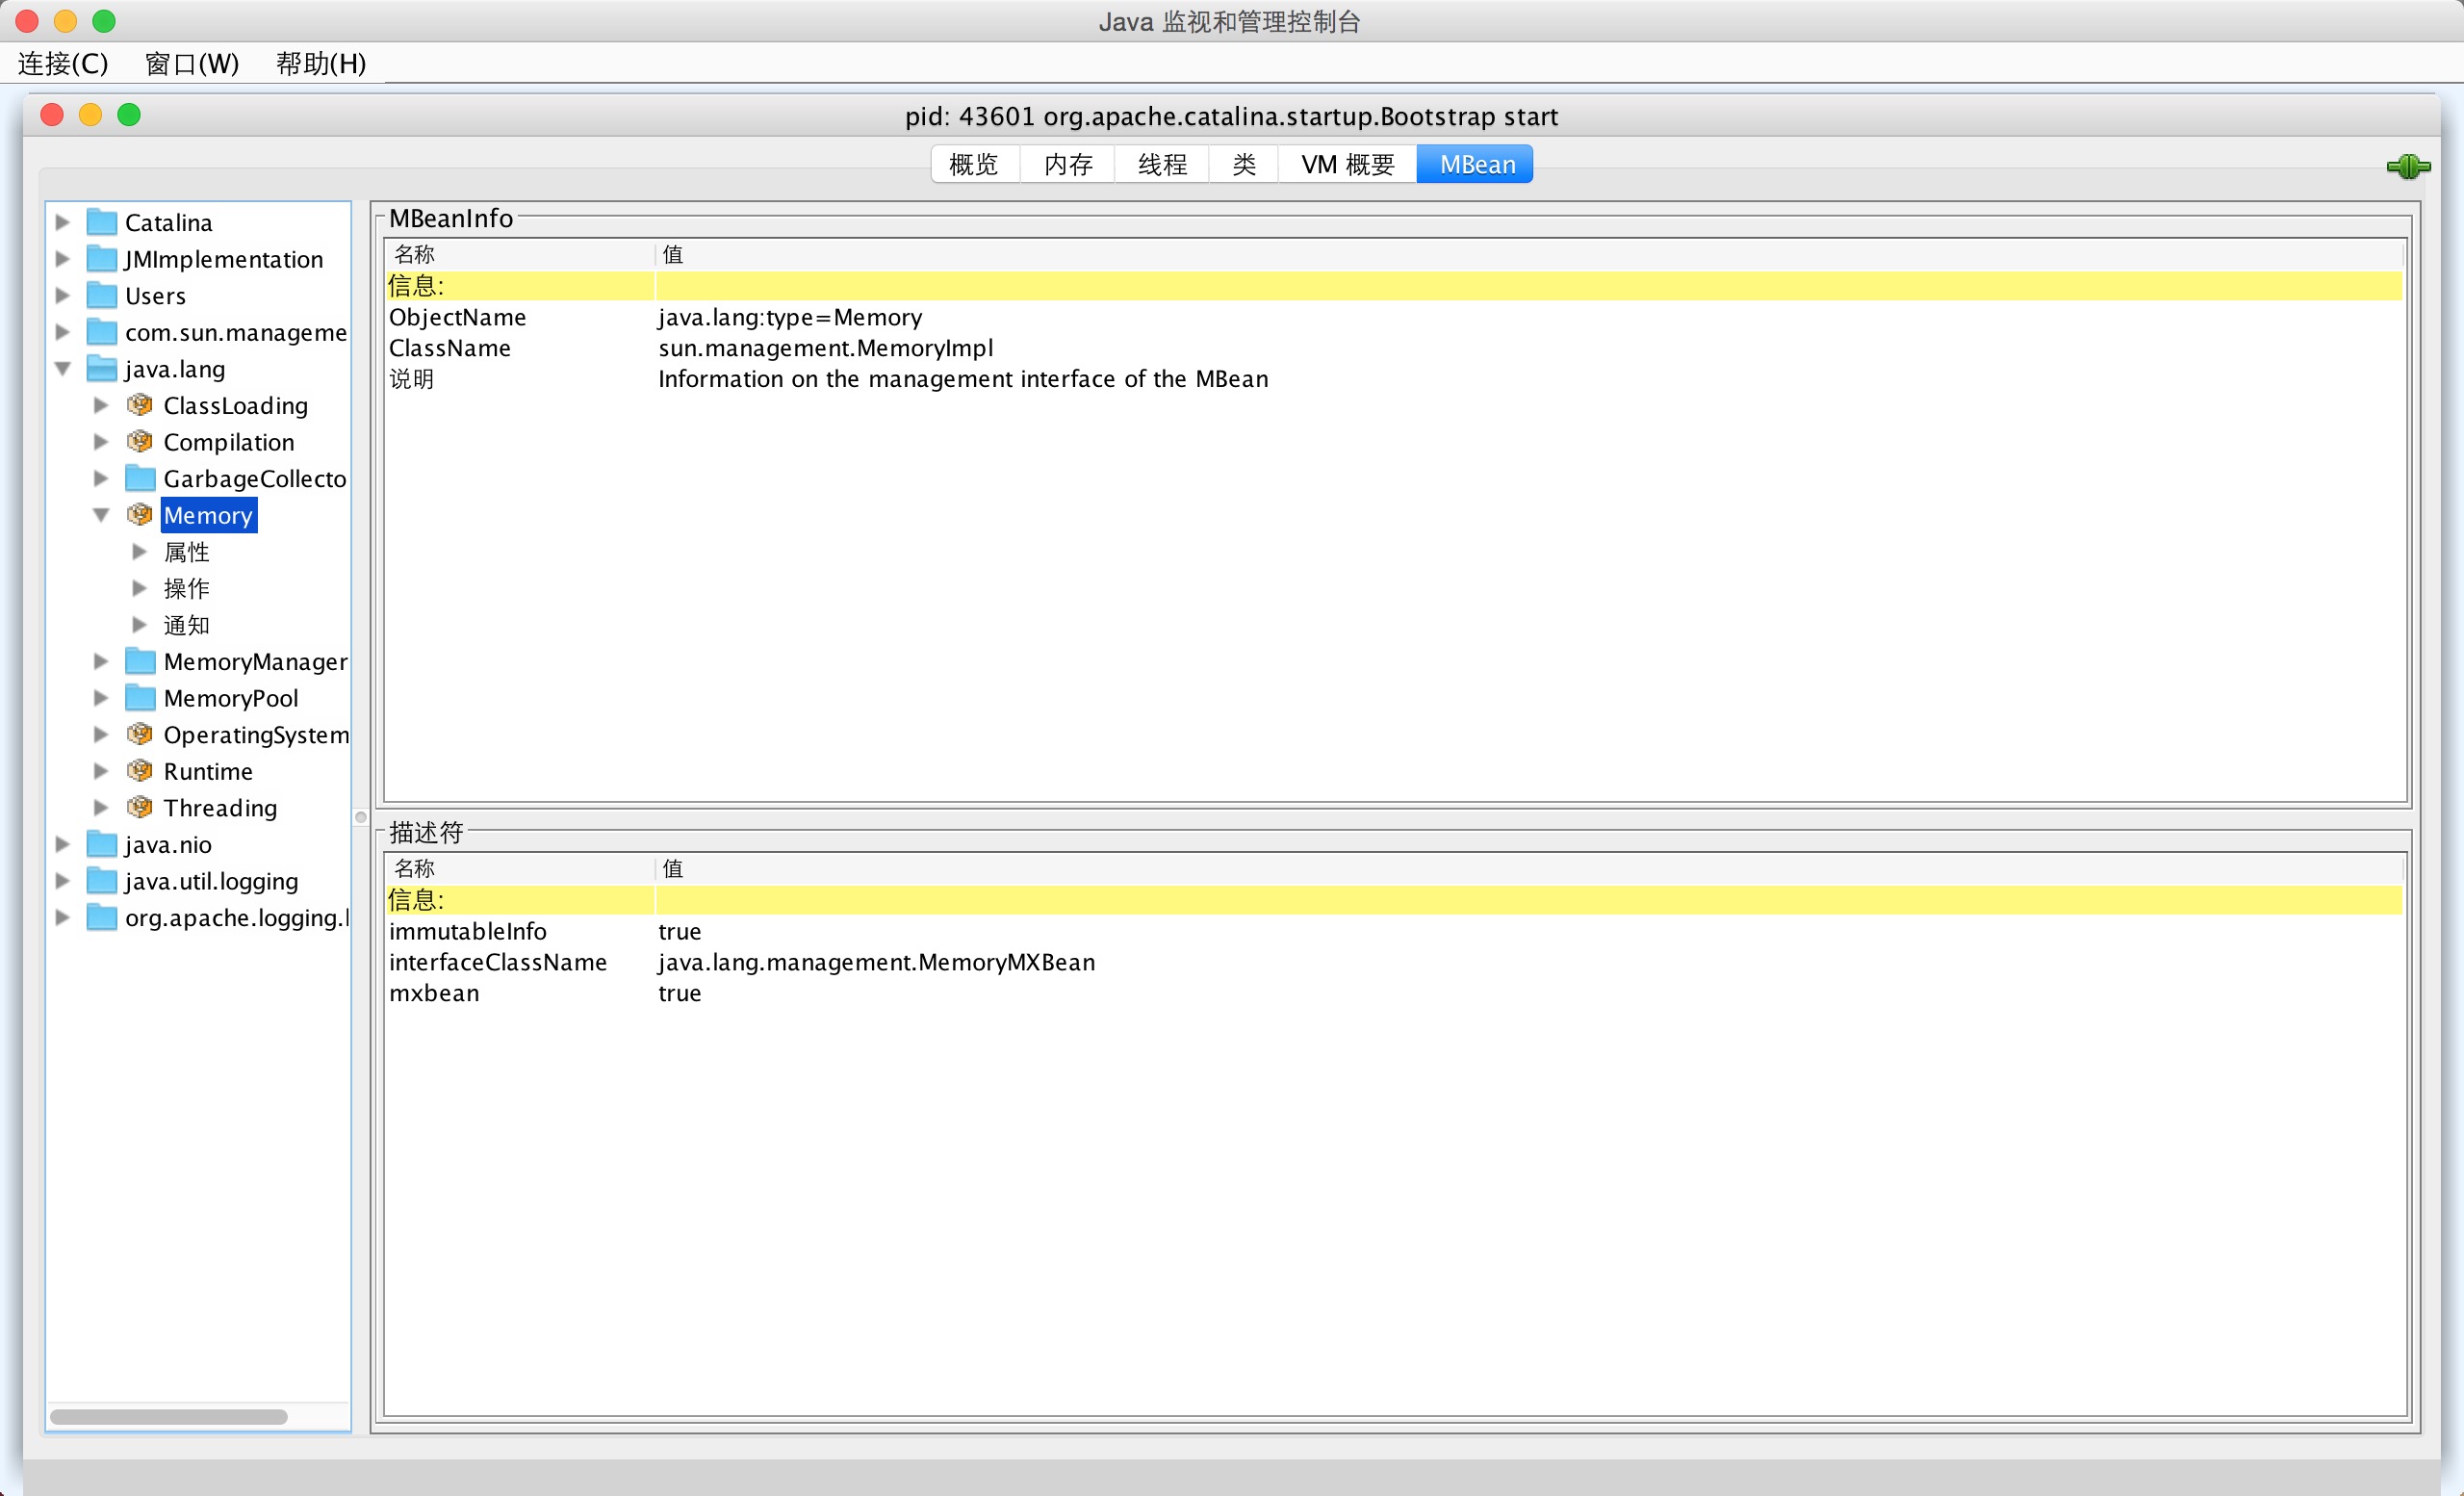 Java 监视和管理控制台
连接(C) 窗口(W) 帮助(H)
pid: 43601 org.apache.catalina.startup.Bootstrap start
概览 内存 线程 类 VM 概要 MBean
Catalina
JMImplementation
Users
com.sun.manageme
java.lang
ClassLoading
Compilation
GarbageCollecto
Memory
属性
操作
通知
MemoryManager
MemoryPool
OperatingSystem
Runtime
Threading
java.nio
java.util.logging
org.apache.logging.l
MBeanInfo
名称 值
信息:
ObjectName java.lang:type=Memory
ClassName sun.management.MemoryImpl
说明 Information on the management interface of the MBean
描述符
名称 值
信息:
immutableInfo true
interfaceClassName java.lang.management.MemoryMXBean
mxbean true